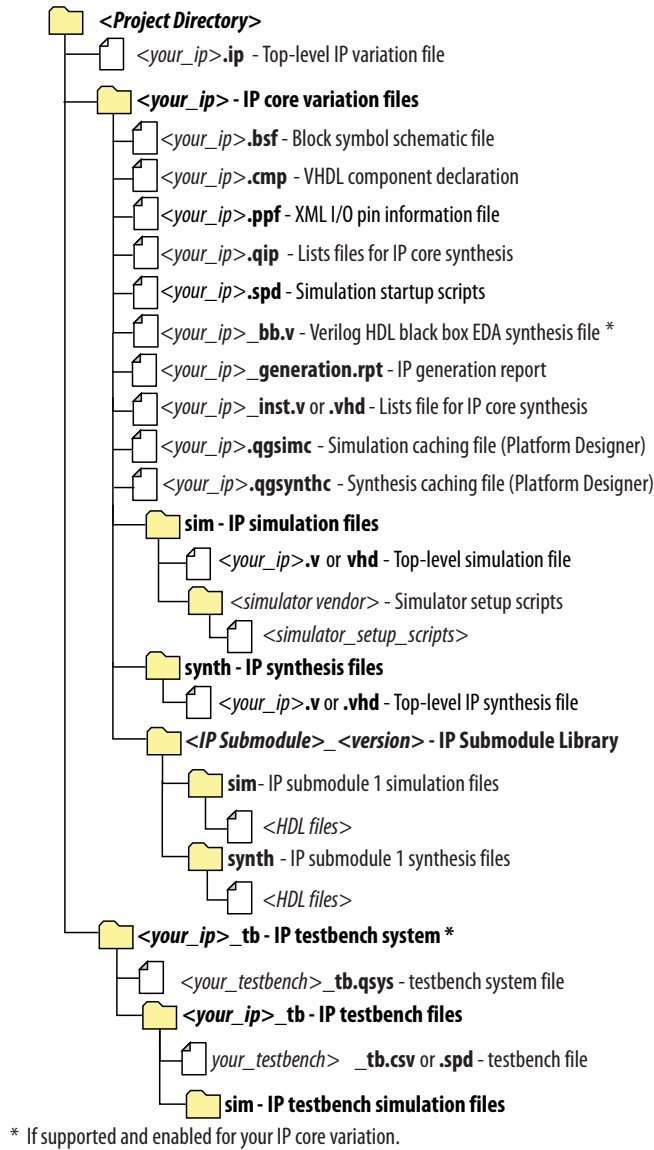 <Project Directory>
<your_ip>.ip - Top-level IP variation file
<your_ip> - IP core variation files
<your_ip>.bsf - Block symbol schematic file
<your_ip>.cmp - VHDL component declaration
<your_ip>.ppf - XML I/O pin information file
<your_ip>.qip - Lists files for IP core synthesis
<your_ip>.spd - Simulation startup scripts
<your_ip>_bb.v - Verilog HDL black box EDA synthesis file *
<your_ip>_generation.rpt - IP generation report
<your_ip>_inst.v or .vhd - Lists file for IP core synthesis
<your_ip>.qgsimc - Simulation caching file (Platform Designer)
<your_ip>.qgsynthc - Synthesis caching file (Platform Designer)
sim - IP simulation files
<your_ip>.v or vhd - Top-level simulation file
<simulator vendor> - Simulator setup scripts
<simulator_setup_scripts>
synth - IP synthesis files
<your_ip>.v or .vhd - Top-level IP synthesis file
<IP Submodule>_<version> - IP Submodule Library
sim- IP submodule 1 simulation files
<HDL files>
synth - IP submodule 1 synthesis files
<HDL files>
<your_ip>_tb - IP testbench system *
<your_testbench>_tb.qsys - testbench system file
<your_ip>_tb - IP testbench files
your_testbench> _tb.csv or .spd - testbench file
sim - IP testbench simulation files
* If supported and enabled for your IP core variation.